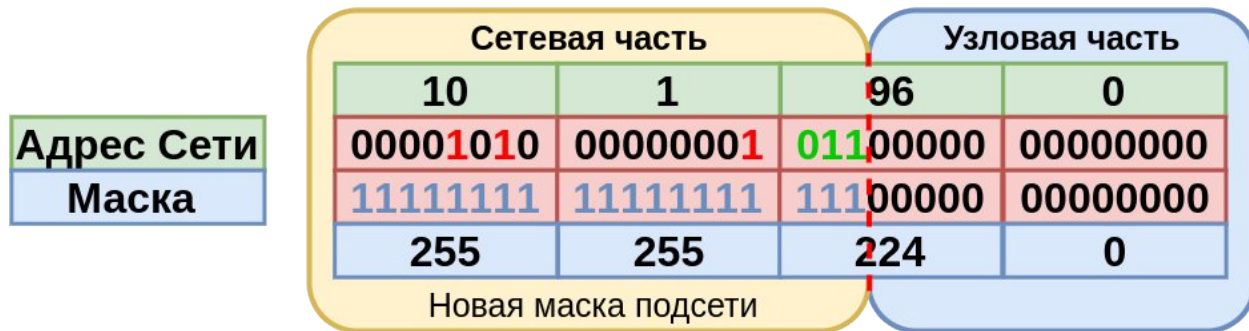 Сетевая часть Узловая часть
10 1 96 0
Адрес Сети 00001010 00000001 01100000 00000000
Маска 11111111 11111111 11100000 00000000
255 255 224 0
Новая маска подсети